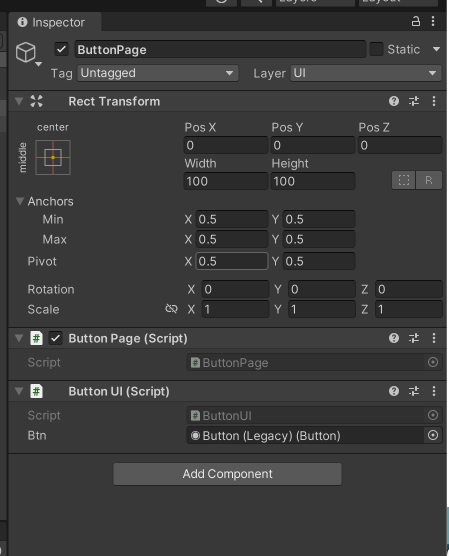 Inspector
ButtonPage
Static
Tag Untagged Layer UI
Rect Transform
center
middle
Pos X Pos Y Pos Z
0 0 0
Width Height
100 100
R
Anchors
Min X 0.5 Y 0.5
Max X 0.5 Y 0.5
Pivot X 0.5 Y 0.5
Rotation X 0 Y 0 Z 0
Scale X 1 Y 1 Z 1
# Button Page (Script)
Script # ButtonPage
# Button UI (Script)
Script # ButtonUI
Btn Button (Legacy) (Button)
Add Component